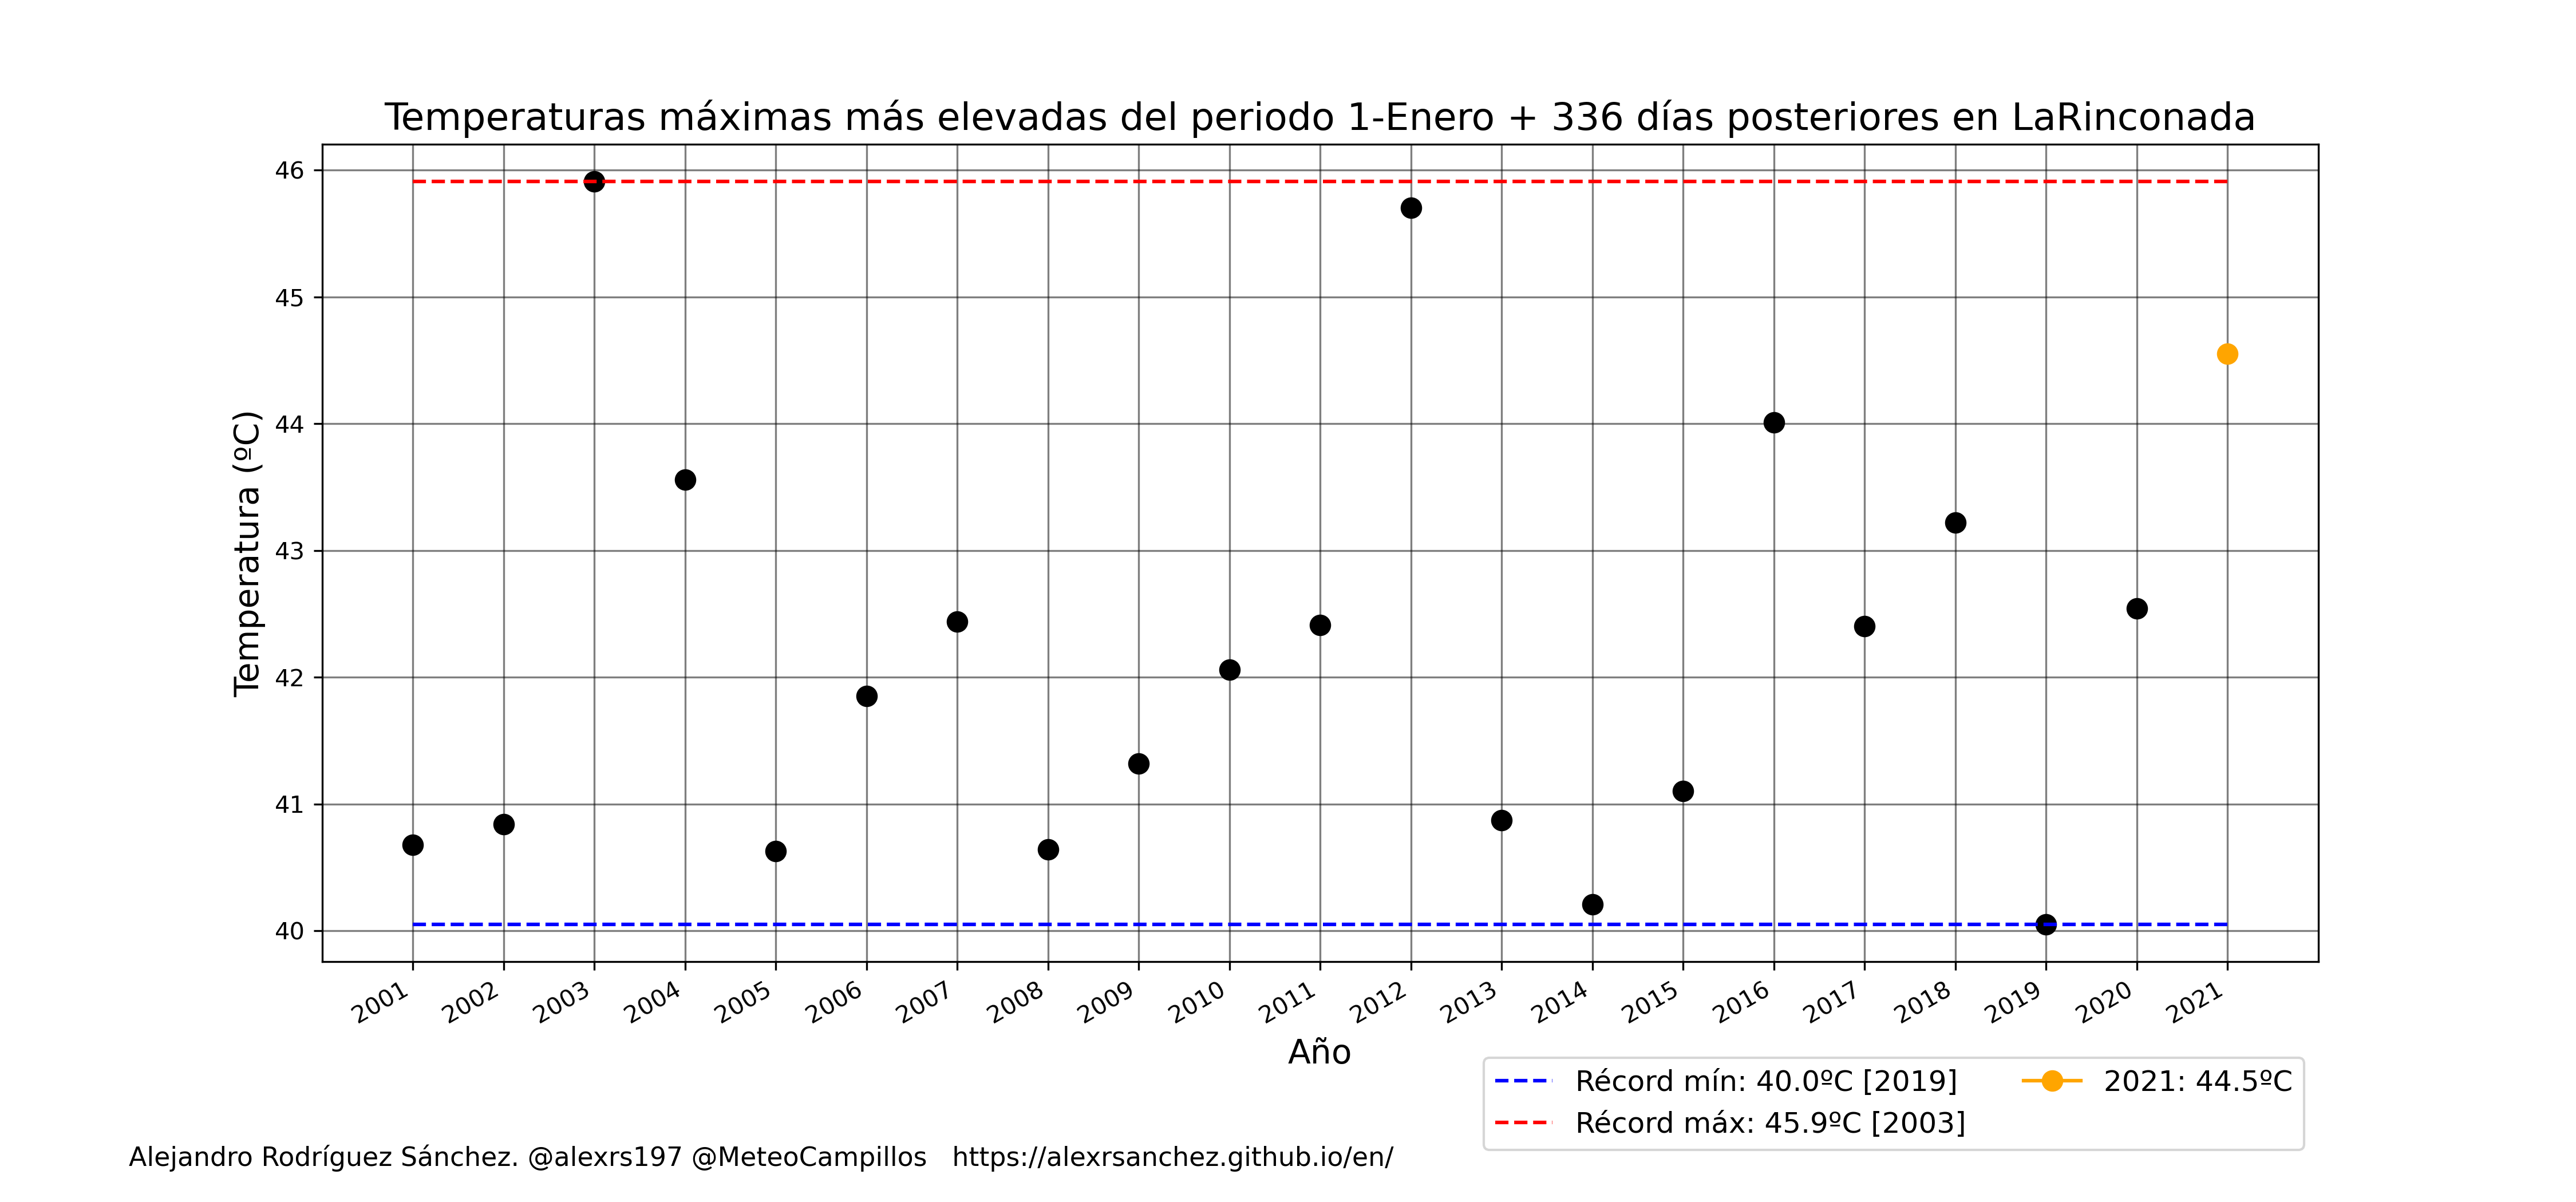 Temperaturas máximas más elevadas del periodo 1-Enero + 336 días posteriores en LaRinconada
Temperatura (ºC)
46
45
44
43
42
41
40
2001 2002 2003 2004 2005 2006 2007 2008 2009 2010 2011 2012 2013 2014 2015 2016 2017 2018 2019 2020 2021
Año
Récord mín: 40.0ºC [2019]
Récord máx: 45.9ºC [2003]
2021: 44.5ºC
Alejandro Rodríguez Sánchez. @alexrs197 @MeteoCampillos https://alexrsanchez.github.io/en/